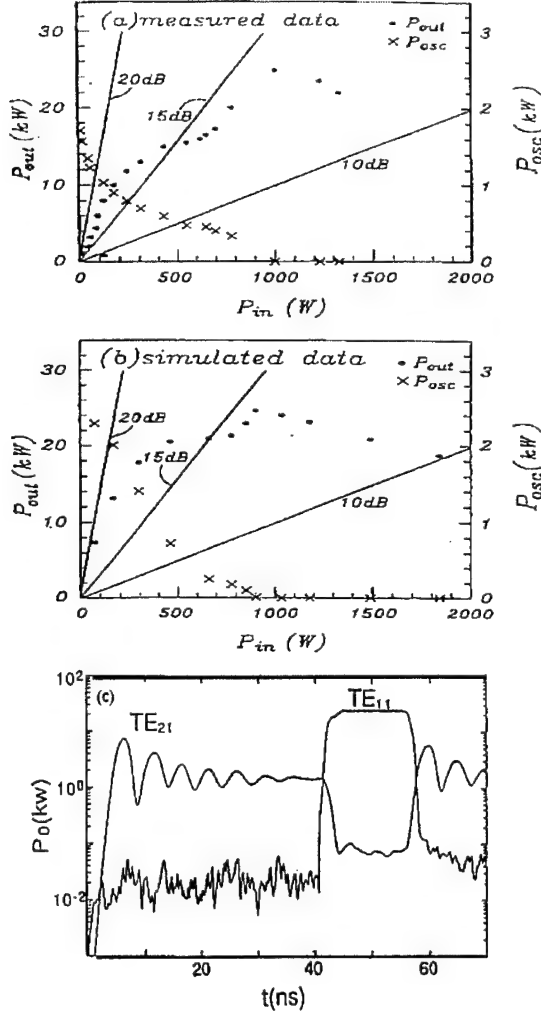 (a)measured data
• Pout
× Posc
20dB
15dB
10dB
30
20
10
0
Pout (kW)
3
2
1
0
Posc (kW)
0 500 1000 1500 2000
Pin (W)
(b)simulated data
• Pout
× Posc
20dB
15dB
10dB
30
20
10
0
Pout (kW)
3
2
1
0
Posc (kW)
0 500 1000 1500 2000
Pin (W)
(c)
TE21
TE11
10²
10⁰
10⁻²
P₀(kw)
20 40 60
t(ns)